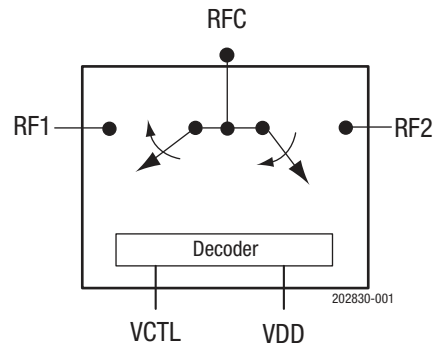 RFC
RF1
RF2
Decoder
202830-001
VCTL
VDD